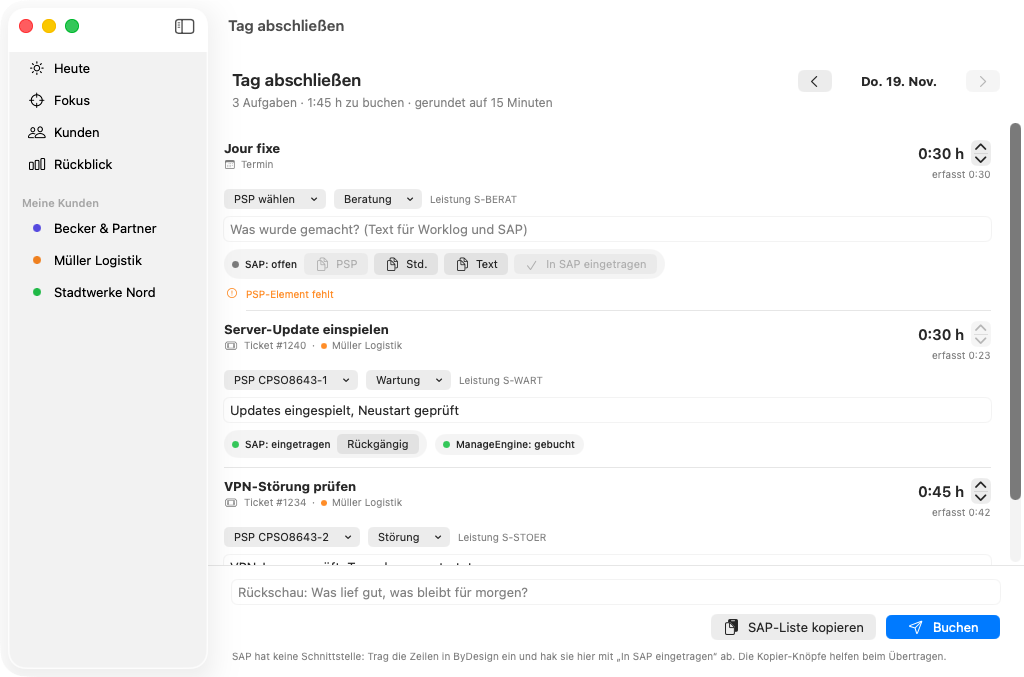 Tag abschließen
Heute
Fokus
Kunden
Rückblick
Meine Kunden
Becker & Partner
Müller Logistik
Stadtwerke Nord
Tag abschließen
3 Aufgaben · 1:45 h zu buchen · gerundet auf 15 Minuten
Do. 19. Nov.
Jour fixe
0:30 h
Termin
erfasst 0:30
PSP wählen Beratung Leistung S-BERAT
Was wurde gemacht? (Text für Worklog und SAP)
SAP: offen PSP Std. Text In SAP eingetragen
PSP-Element fehlt
Server-Update einspielen
0:30 h
Ticket #1240 · Müller Logistik
erfasst 0:23
PSP CPSO8643-1 Wartung Leistung S-WART
Updates eingespielt, Neustart geprüft
SAP: eingetragen Rückgängig ManageEngine: gebucht
VPN-Störung prüfen
0:45 h
Ticket #1234 · Müller Logistik
erfasst 0:42
PSP CPSO8643-2 Störung Leistung S-STOER
Rückschau: Was lief gut, was bleibt für morgen?
SAP-Liste kopieren Buchen
SAP hat keine Schnittstelle: Trag die Zeilen in ByDesign ein und hak sie hier mit „In SAP eingetragen“ ab. Die Kopier-Knöpfe helfen beim Übertragen.